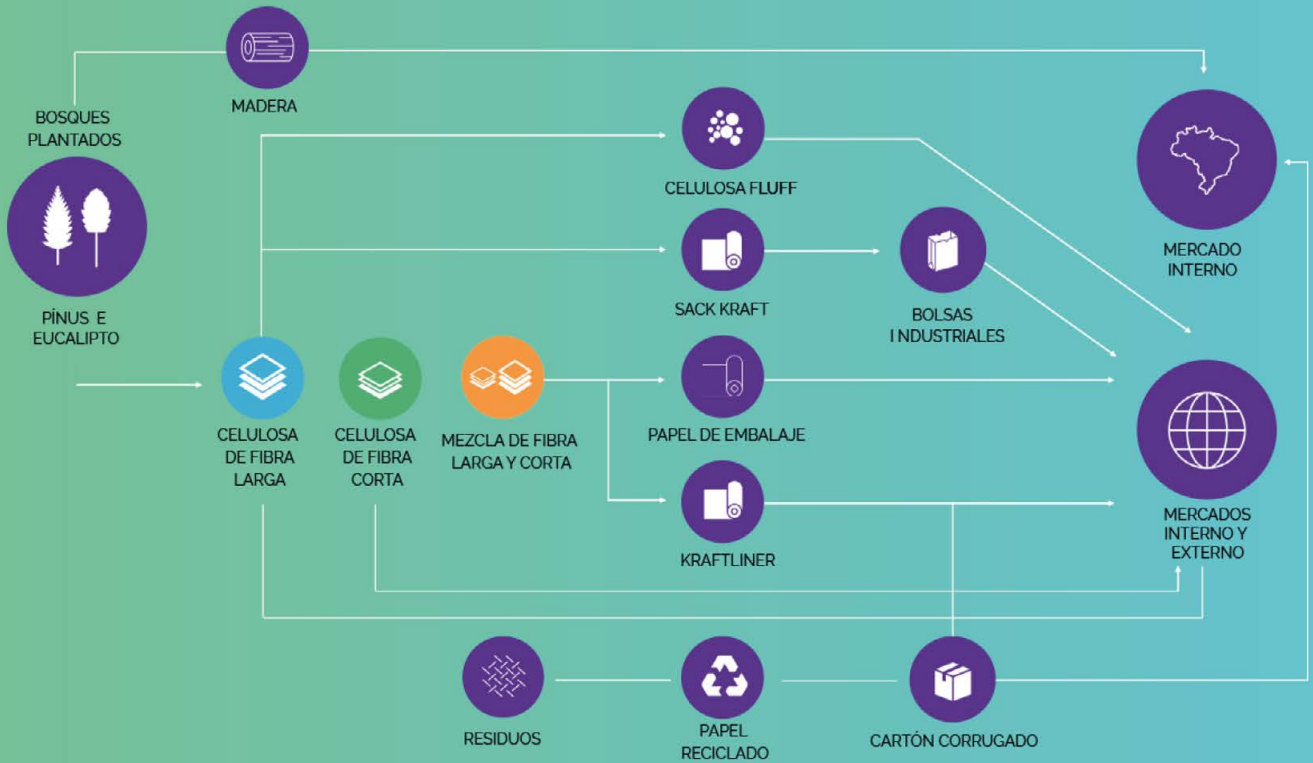 MADERA
BOSQUES
PLANTADOS
PÍNUS E
EUCALIPTO
CELULOSA FLUFF
MERCADO
INTERNO
SACK KRAFT
BOLSAS
INDUSTRIALES
CELULOSA
DE FIBRA
LARGA
CELULOSA
DE FIBRA
CORTA
MEZCLA DE FIBRA
LARGA Y CORTA
PAPEL DE EMBALAJE
KRAFTLINER
MERCADOS
INTERNO Y
EXTERNO
RESIDUOS
PAPEL
RECICLADO
CARTÓN CORRUGADO